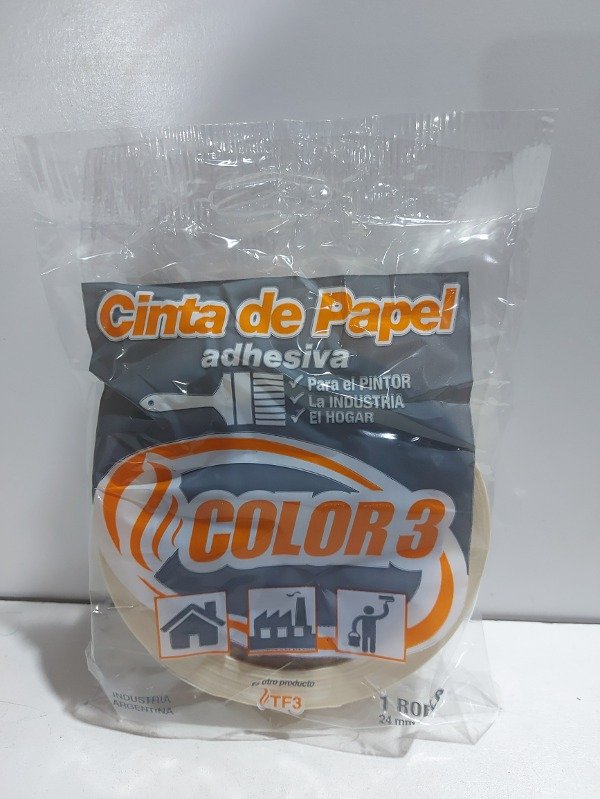 Cinta de Papel
adhesiva
Para el PINTOR
La INDUSTRIA
El HOGAR
COLOR 3
otro producto
TF3
INDUSTRIA
ARGENTINA
1
24 mm